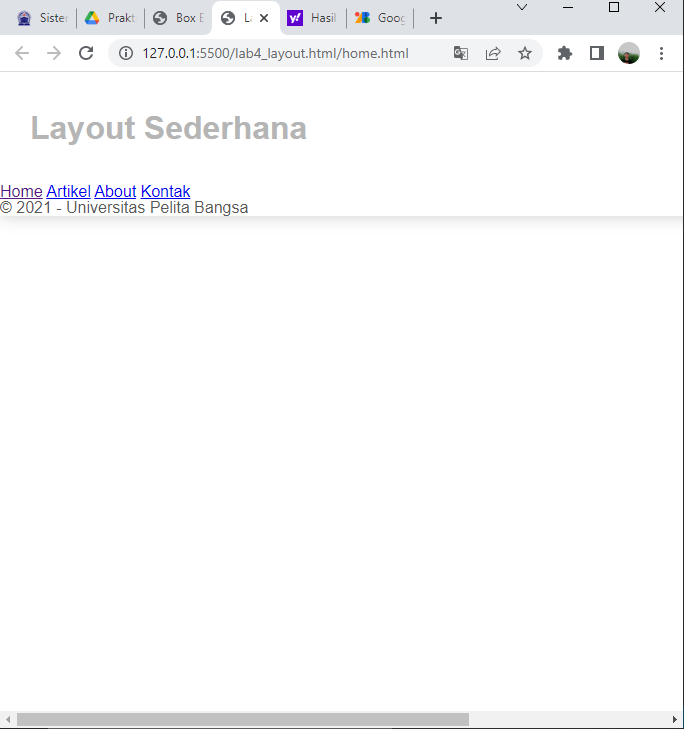 Sister
Prakt
Box E
La
Hasil
Goog
127.0.0.1:5500/lab4_layout.html/home.html
Layout Sederhana
Home Artikel About Kontak
© 2021 - Universitas Pelita Bangsa